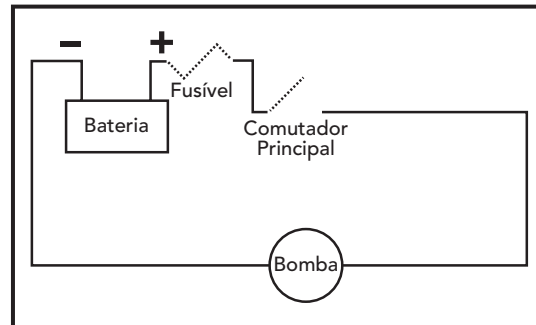 − +
Fusível
Bateria
Comutador
Principal
Bomba